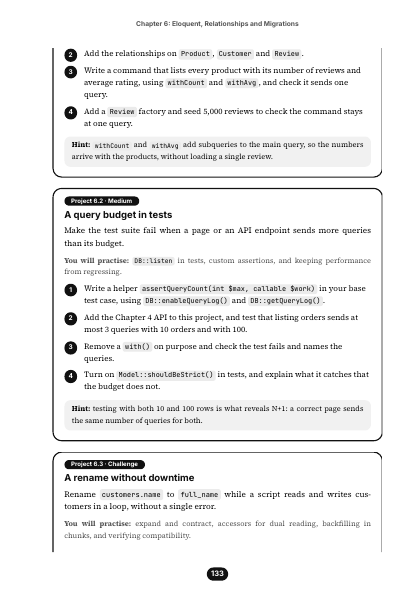 Chapter 6: Eloquent, Relationships and Migrations
2 Add the relationships on Product, Customer and Review.
3 Write a command that lists every product with its number of reviews and
average rating, using withCount and withAvg, and check it sends one
query.
4 Add a Review factory and seed 5,000 reviews to check the command stays
at one query.
Hint: withCount and withAvg add subqueries to the main query, so the numbers
arrive with the products, without loading a single review.
Project 6.2 · Medium
A query budget in tests
Make the test suite fail when a page or an API endpoint sends more queries
than its budget.
You will practise: DB::listen in tests, custom assertions, and keeping performance
from regressing.
1 Write a helper assertQueryCount(int $max, callable $work) in your base
test case, using DB::enableQueryLog() and DB::getQueryLog().
2 Add the Chapter 4 API to this project, and test that listing orders sends at
most 3 queries with 10 orders and with 100.
3 Remove a with() on purpose and check the test fails and names the
queries.
4 Turn on Model::shouldBeStrict() in tests, and explain what it catches that
the budget does not.
Hint: testing with both 10 and 100 rows is what reveals N+1: a correct page sends
the same number of queries for both.
Project 6.3 · Challenge
A rename without downtime
Rename customers.name to full_name while a script reads and writes cus-
tomers in a loop, without a single error.
You will practise: expand and contract, accessors for dual reading, backfilling in
chunks, and verifying compatibility.
133